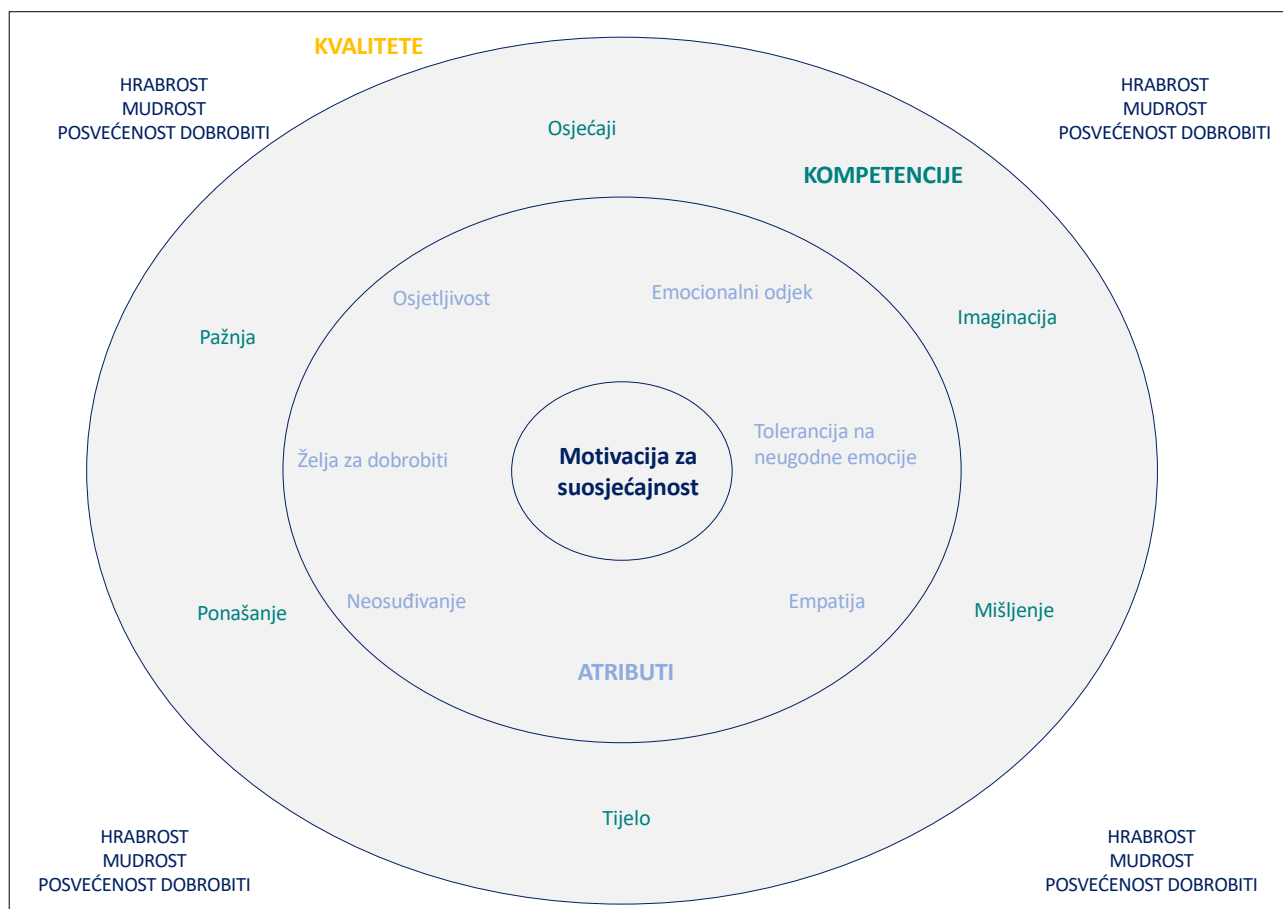 KVALITETE
HRABROST
MUDROST
POSVEĆENOST DOBROBITI
HRABROST
MUDROST
POSVEĆENOST DOBROBITI
Osjećaji
KOMPETENCIJE
Osjetljivost
Emocionalni odjek
Imaginacija
Pažnja
Želja za dobrobiti
Motivacija za
suosjećajnost
Tolerancija na
neugodne emocije
Ponašanje
Neosuđivanje
Empatija
Mišljenje
ATRIBUTI
Tijelo
HRABROST
MUDROST
POSVEĆENOST DOBROBITI
HRABROST
MUDROST
POSVEĆENOST DOBROBITI